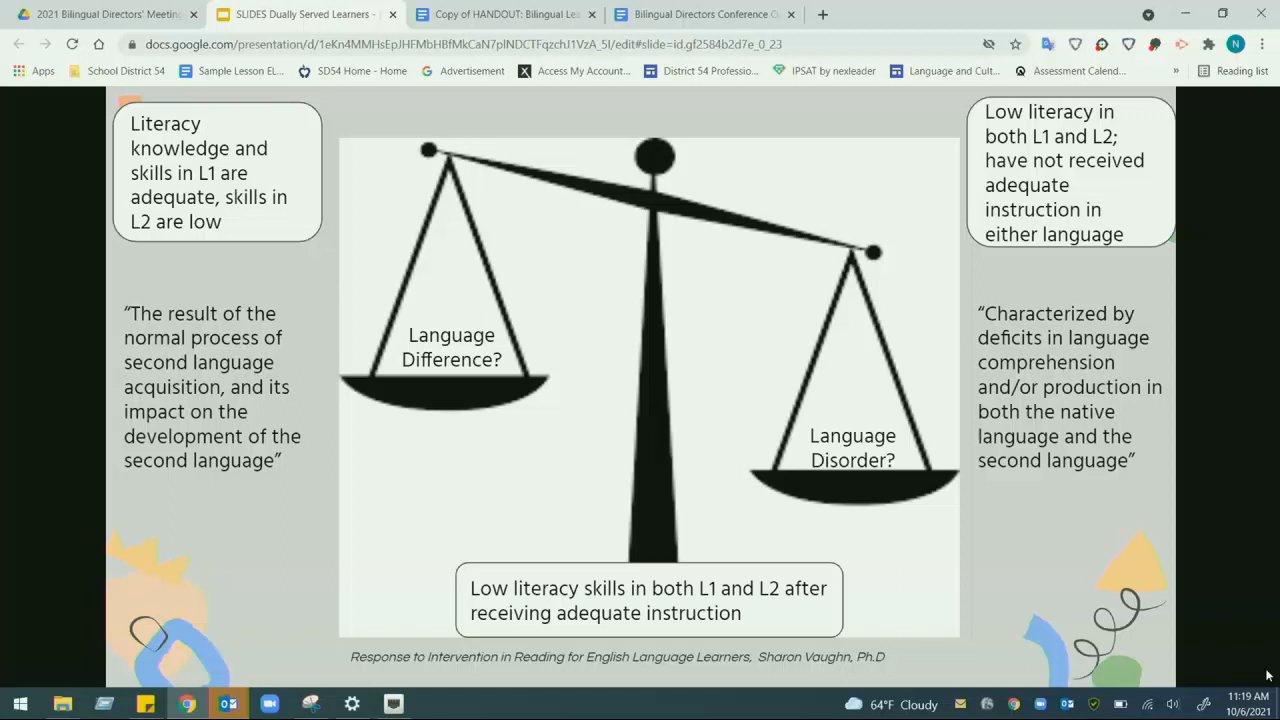 2021 Bilingual Directors' Meeting
SLIDES Dually Served Learners -
Copy of HANDOUT: Bilingual Lea
Bilingual Directors Conference C
docs.google.com/presentation/d/1eKn4MMHsEpJHFMbHBfMkCaN7plNDCTFqzchJ1VzA_5I/edit#slide=id.gf2584b2d7e_0_23
N
Apps
School District 54
Sample Lesson EL...
SD54 Home - Home
Advertisement
Access My Account...
District 54 Professio...
IPSAT by nexleader
Language and Cult...
Assessment Calend...
»
Reading list
Literacy
knowledge and
skills in L1 are
adequate, skills in
L2 are low
Low literacy in
both L1 and L2;
have not received
adequate
instruction in
either language
“The result of the
normal process of
second language
acquisition, and its
impact on the
development of the
second language”
Language
Difference?
Language
Disorder?
“Characterized by
deficits in language
comprehension
and/or production in
both the native
language and the
second language”
Low literacy skills in both L1 and L2 after
receiving adequate instruction
Response to Intervention in Reading for English Language Learners, Sharon Vaughn, Ph.D
64°F Cloudy
11:19 AM
10/6/2021